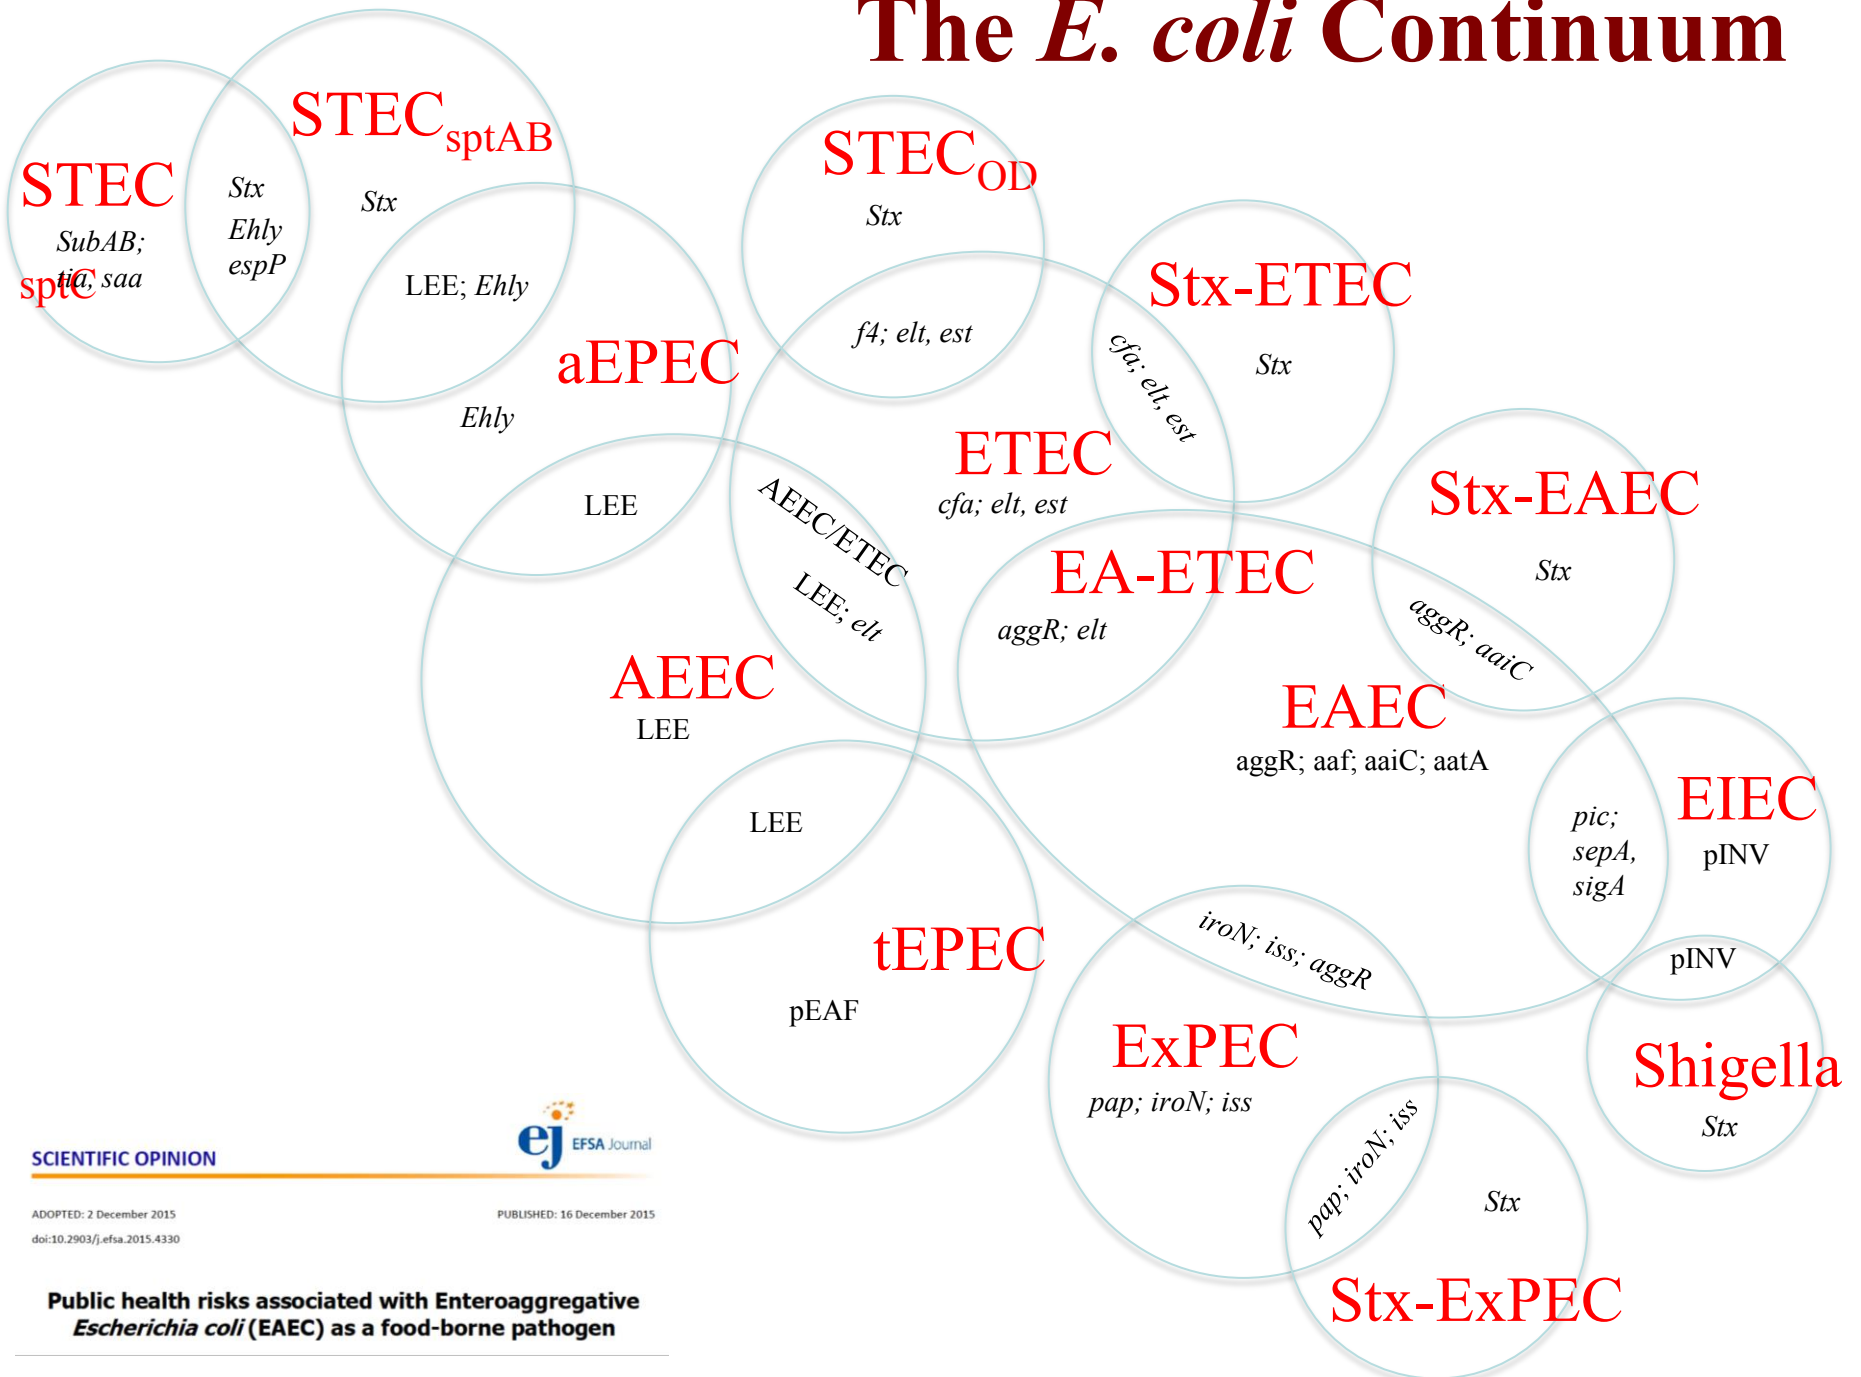 The E. coli Continuum
STEC sptAB
Stx
STEC
sptC
SubAB;
tia, saa
Stx
Ehly
espP
LEE; Ehly
aEPEC
Ehly
LEE
STEC OD
Stx
f4; elt, est
Stx-ETEC
Stx
cfa; elt, est
ETEC
cfa; elt, est
AEEC/ETEC
LEE; elt
EA-ETEC
aggR; elt
Stx-EAEC
Stx
aggR; aaiC
AEEC
LEE
EAEC
aggR; aaf; aaiC; aatA
LEE
tEPEC
pEAF
EIEC
pINV
pic;
sepA,
sigA
pINV
Shigella
Stx
iroN; iss; aggR
ExPEC
pap; iroN; iss
pap; iroN; iss
Stx
Stx-ExPEC
ej EFSA Journal
SCIENTIFIC OPINION
ADOPTED: 2 December 2015
PUBLISHED: 16 December 2015
doi:10.2903/j.efsa.2015.4330
Public health risks associated with Enteroaggregative
Escherichia coli (EAEC) as a food-borne pathogen